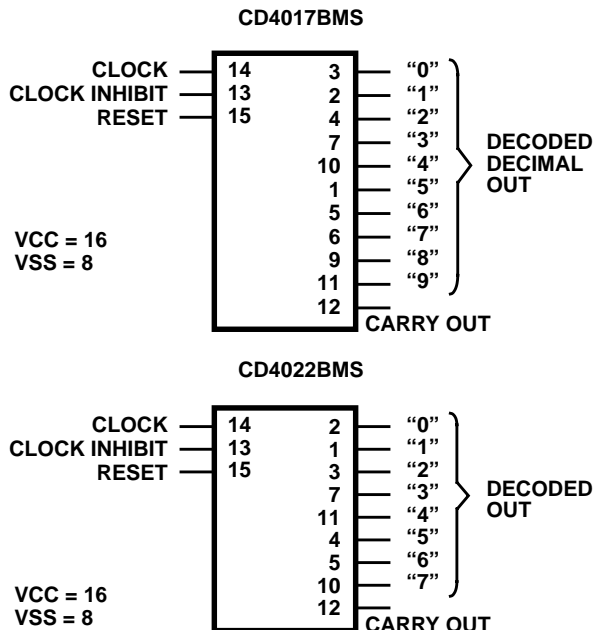 CD4017BMS
CLOCK 14 3 “0”
CLOCK INHIBIT 13 2 “1”
RESET 15 4 “2”
7 “3” DECODED
10 “4” DECIMAL
1 “5” OUT
5 “6”
VCC = 16 6 “7”
VSS = 8 9 “8”
11 “9”
12
CARRY OUT
CD4022BMS
CLOCK 14 2 “0”
CLOCK INHIBIT 13 1 “1”
RESET 15 3 “2”
7 “3” DECODED
11 “4” OUT
4 “5”
5 “6”
10 “7”
VCC = 16 12
VSS = 8 CARRY OUT